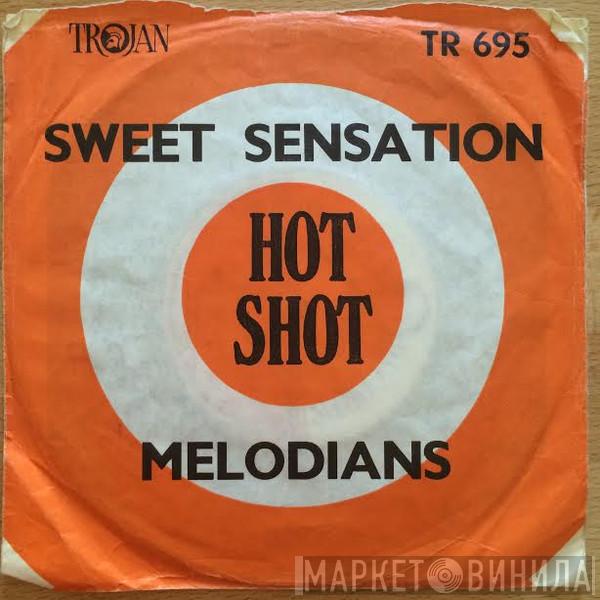 TROJAN
TR 695
SWEET SENSATION
HOT
SHOT
MELODIANS
МАРКЕТ ВИНИЛА